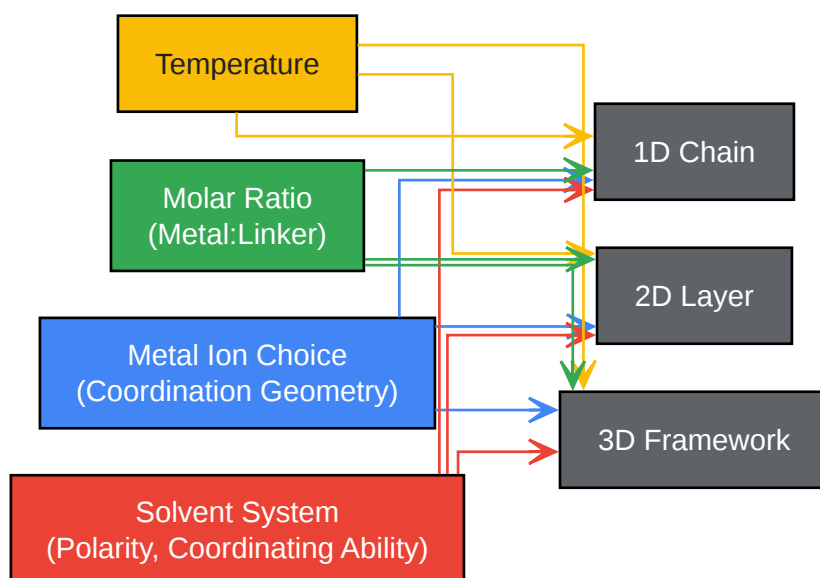 Temperature
1D Chain
Molar Ratio
(Metal:Linker)
2D Layer
Metal Ion Choice
(Coordination Geometry)
3D Framework
Solvent System
(Polarity, Coordinating Ability)